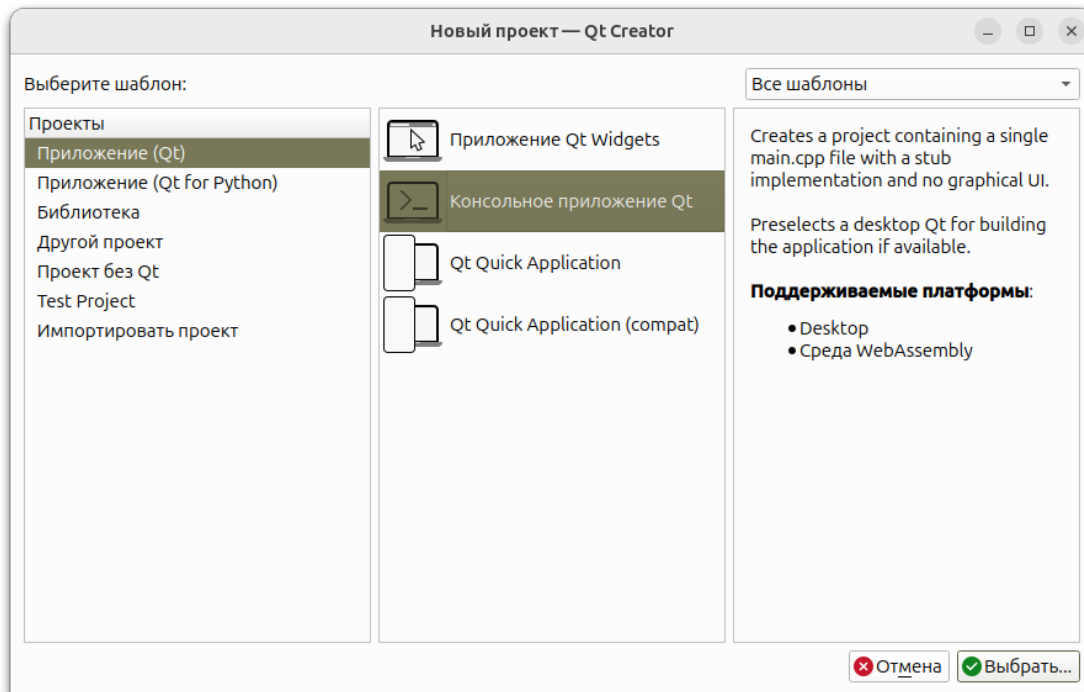 Новый проект — Qt Creator
Выберите шаблон:
Все шаблоны
Проекты
Приложение (Qt)
Приложение (Qt for Python)
Библиотека
Другой проект
Проект без Qt
Test Project
Импортировать проект
Приложение Qt Widgets
Консольное приложение Qt
Qt Quick Application
Qt Quick Application (compat)
Creates a project containing a single
main.cpp file with a stub
implementation and no graphical UI.
Preselects a desktop Qt for building
the application if available.
Поддерживаемые платформы:
• Desktop
• Среда WebAssembly
Отмена
Выбрать...